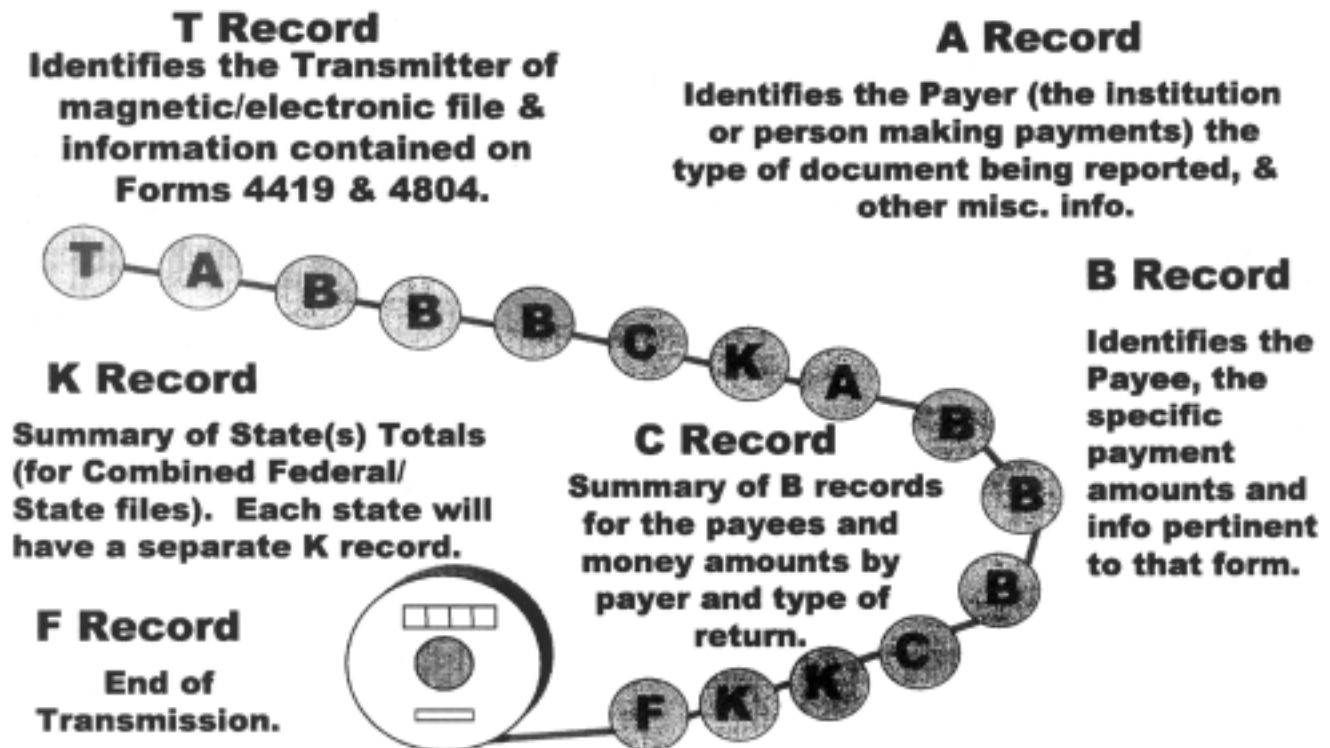 T Record
Identifies the Transmitter of
magnetic/electronic file &
information contained on
Forms 4419 & 4804.
A Record
Identifies the Payer (the institution
or person making payments) the
type of document being reported, &
other misc. info.
T
A
B
B
B
C
K
A
B
B
B
C
K
K
F
B Record
Identifies the
Payee, the
specific
payment
amounts and
info pertinent
to that form.
K Record
Summary of State(s) Totals
(for Combined Federal/
State files). Each state will
have a separate K record.
C Record
Summary of B records
for the payees and
money amounts by
payer and type of
return.
F Record
End of
Transmission.